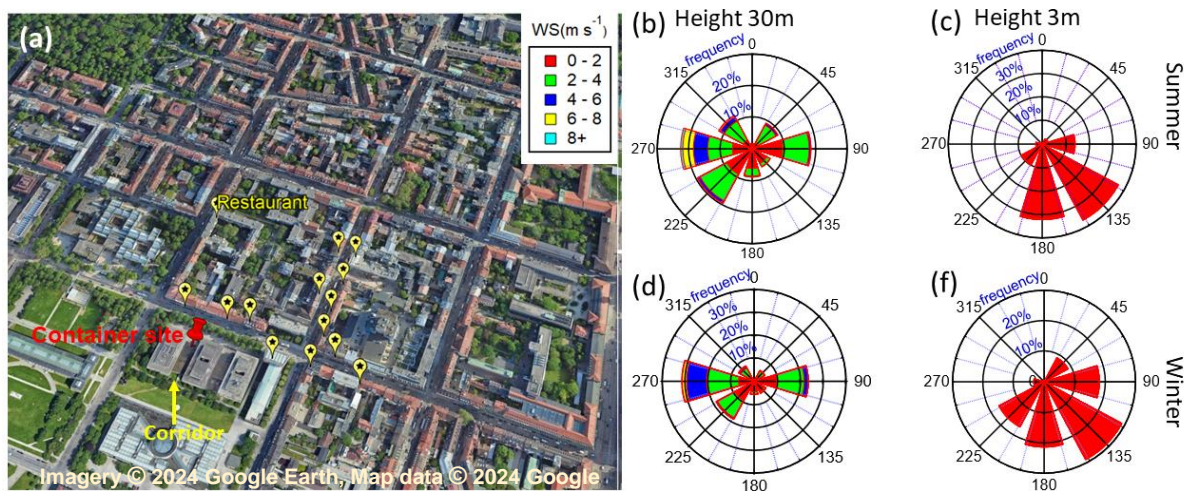 (a)
WS(m s⁻¹)
0 - 2
2 - 4
4 - 6
6 - 8
8+
Restaurant
Container site
Corridor
Imagery © 2024 Google Earth, Map data © 2024 Google
(b)
Height 30m
frequency
0
45
90
135
180
225
270
315
10%
20%
(c)
Height 3m
frequency
0
45
90
135
180
225
270
315
10%
20%
30%
Summer
(d)
frequency
0
45
90
135
180
225
270
315
10%
20%
30%
(f)
frequency
0
45
90
135
180
225
270
315
0
10%
20%
Winter